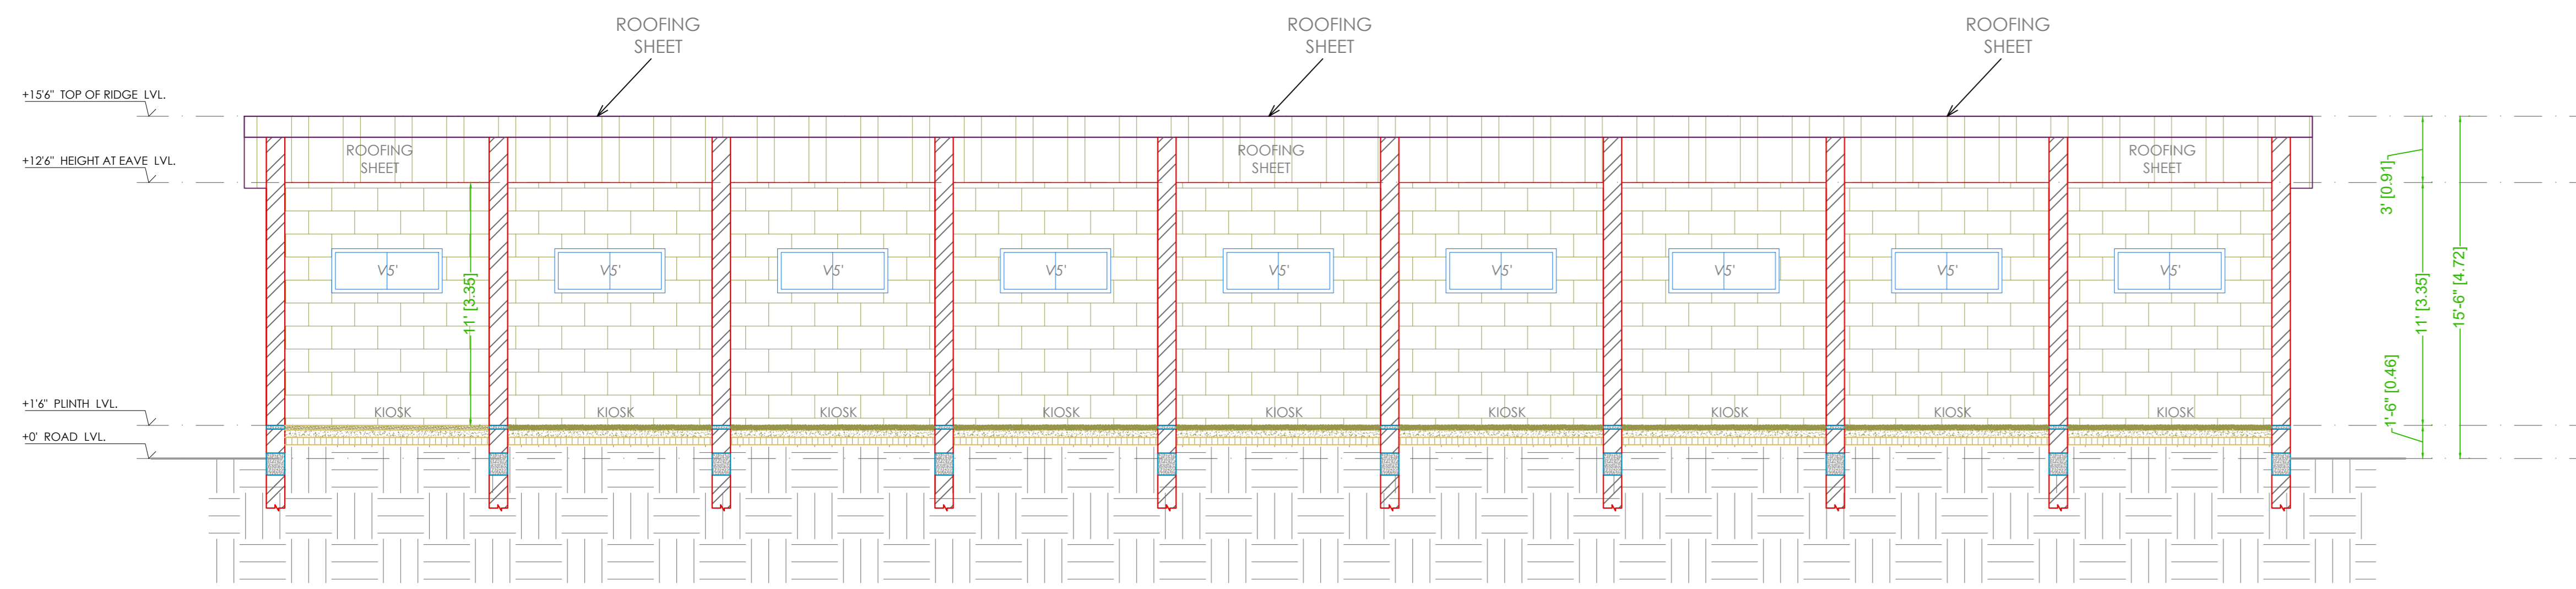 ROOFING
SHEET
ROOFING
SHEET
ROOFING
SHEET
+15'6" TOP OF RIDGE LVL.
+12'6" HEIGHT AT EAVE LVL.
ROOFING
SHEET
ROOFING
SHEET
ROOFING
SHEET
3' [0.91]
V5'
V5'
V5'
V5'
V5'
V5'
V5'
V5'
V5'
11' [3.35]
11' [3.35]
15'-6" [4.72]
+1'6" PLINTH LVL.
KIOSK
KIOSK
KIOSK
KIOSK
KIOSK
KIOSK
KIOSK
KIOSK
KIOSK
1'-6" [0.46]
+0' ROAD LVL.